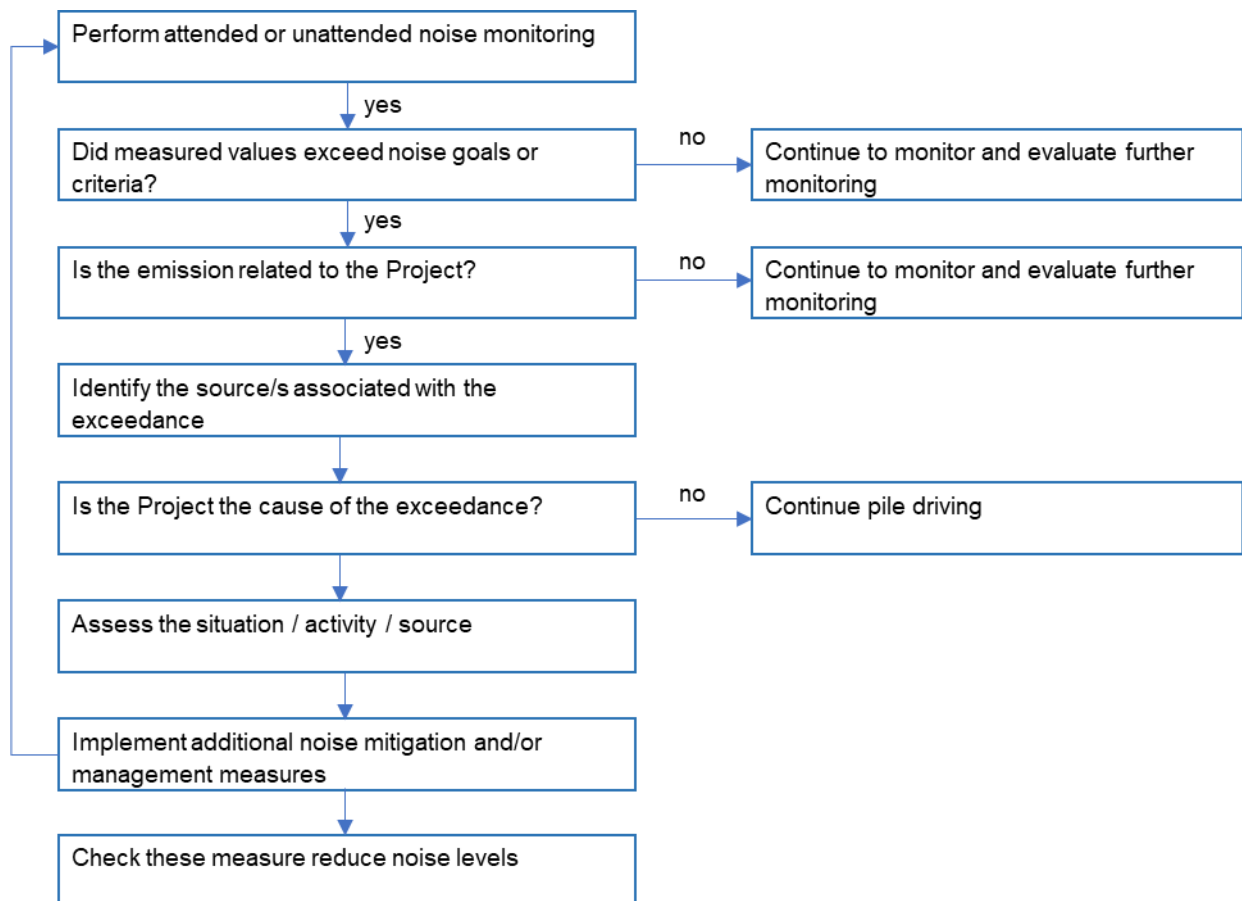 Perform attended or unattended noise monitoring
yes
Did measured values exceed noise goals or
criteria?
no
Continue to monitor and evaluate further
monitoring
yes
Is the emission related to the Project?
no
Continue to monitor and evaluate further
monitoring
yes
Identify the source/s associated with the
exceedance
Is the Project the cause of the exceedance?
no
Continue pile driving
Assess the situation / activity / source
Implement additional noise mitigation and/or
management measures
Check these measure reduce noise levels